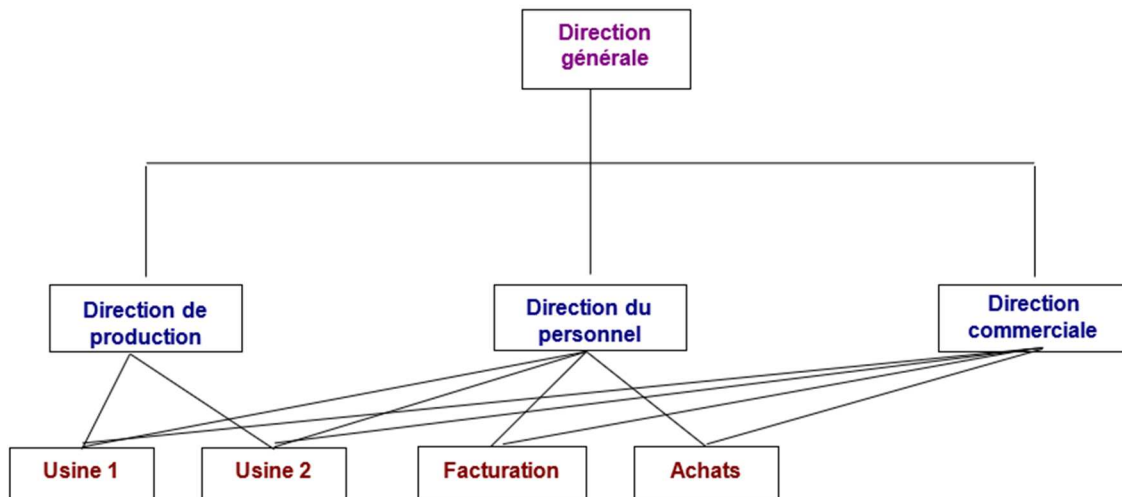 Direction
générale
Direction de
production
Direction du
personnel
Direction
commerciale
Usine 1
Usine 2
Facturation
Achats